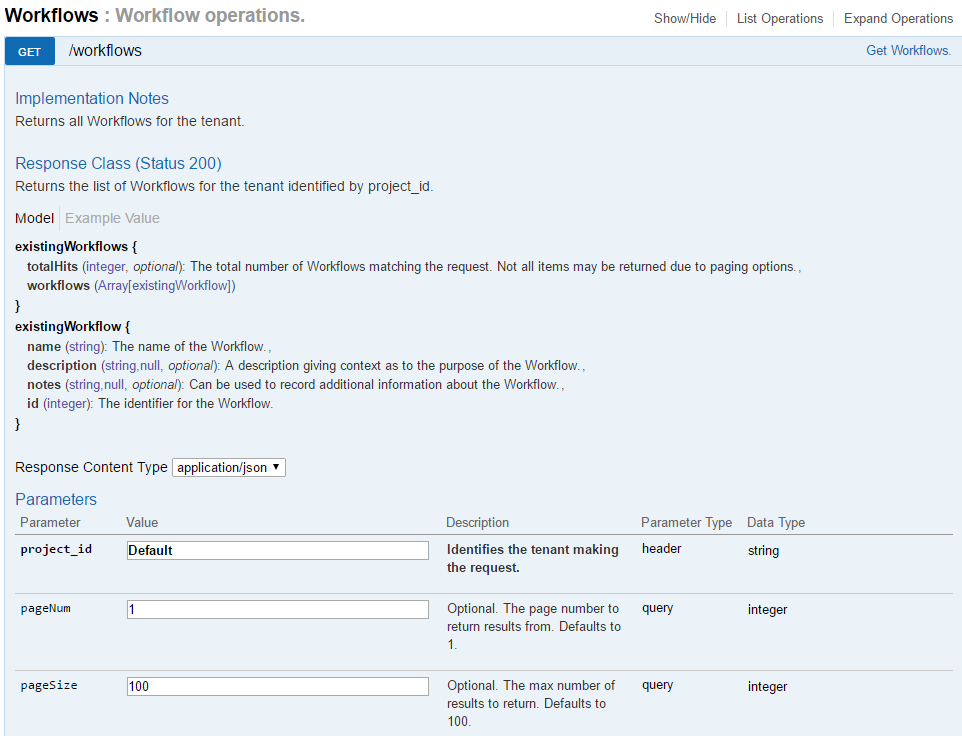 Workflows : Workflow operations.
Show/Hide List Operations Expand Operations
GET /workflows Get Workflows.
Implementation Notes
Returns all Workflows for the tenant.
Response Class (Status 200)
Returns the list of Workflows for the tenant identified by project_id.
Model Example Value
existingWorkflows {
totalHits (integer, optional): The total number of Workflows matching the request. Not all items may be returned due to paging options. ,
workflows (Array[existingWorkflow])
}
existingWorkflow {
name (string): The name of the Workflow. ,
description (string,null, optional): A description giving context as to the purpose of the Workflow. ,
notes (string,null, optional): Can be used to record additional information about the Workflow. ,
id (integer): The identifier for the Workflow.
}
Response Content Type application/json
Parameters
Parameter Value Description Parameter Type Data Type
project_id Default Identifies the tenant making header string
the request.
pageNum 1 Optional. The page number to query integer
return results from. Defaults to
1.
pageSize 100 Optional. The max number of query integer
results to return. Defaults to
100.